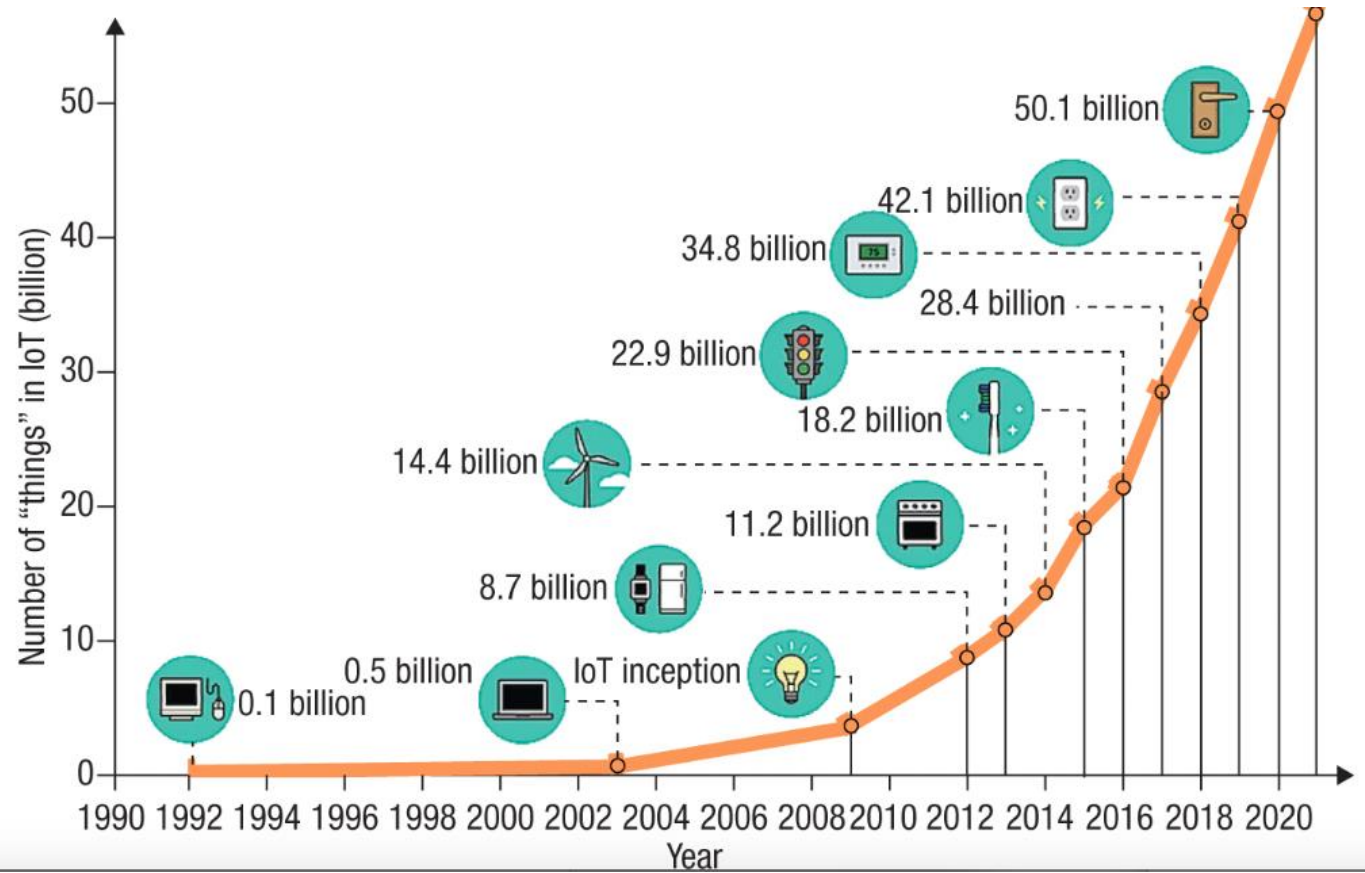 50
50.1 billion
42.1 billion
40
34.8 billion
28.4 billion
30
22.9 billion
18.2 billion
14.4 billion
20
11.2 billion
8.7 billion
10
0.5 billion
IoT inception
0.1 billion
0
Number of “things” in IoT (billion)
75
1990 1992 1994 1996 1998 2000 2002 2004 2006 2008 2010 2012 2014 2016 2018 2020
Year